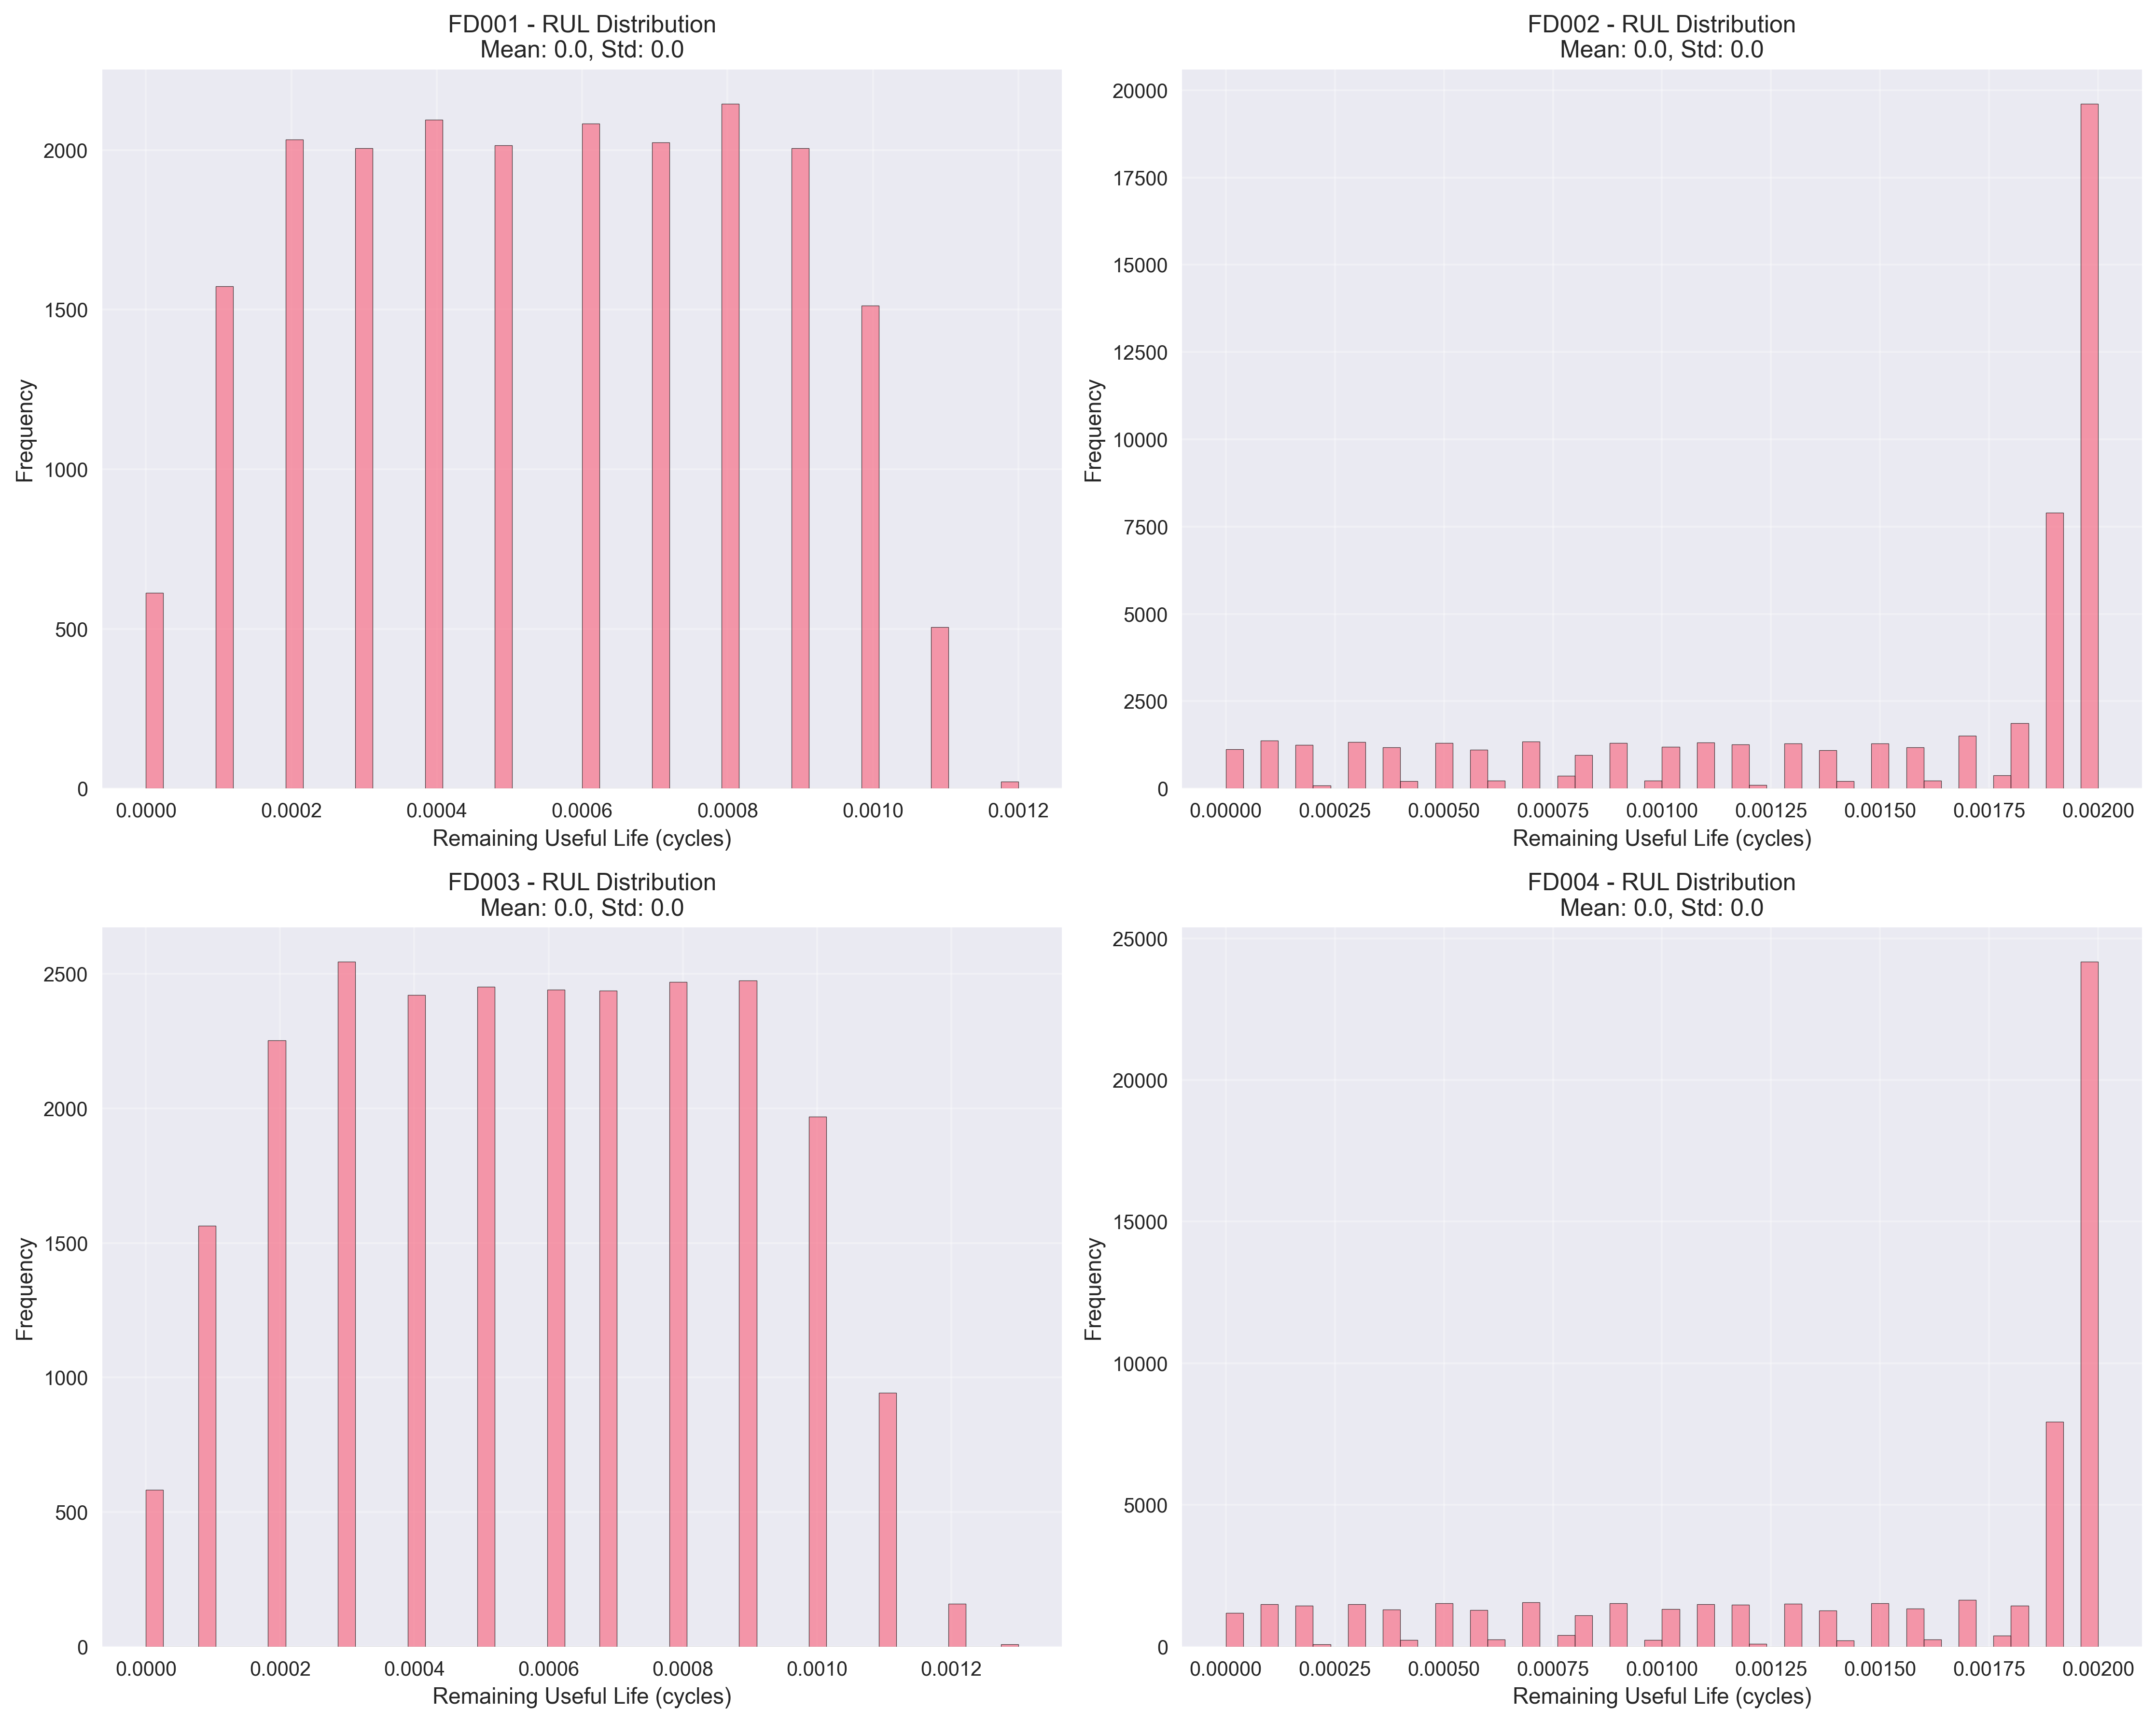 FD001 - RUL Distribution
Mean: 0.0, Std: 0.0
Frequency
2000
1500
1000
500
0
0.0000 0.0002 0.0004 0.0006 0.0008 0.0010 0.0012
Remaining Useful Life (cycles)
FD002 - RUL Distribution
Mean: 0.0, Std: 0.0
Frequency
20000
17500
15000
12500
10000
7500
5000
2500
0
0.00000 0.00025 0.00050 0.00075 0.00100 0.00125 0.00150 0.00175 0.00200
Remaining Useful Life (cycles)
FD003 - RUL Distribution
Mean: 0.0, Std: 0.0
Frequency
2500
2000
1500
1000
500
0
0.0000 0.0002 0.0004 0.0006 0.0008 0.0010 0.0012
Remaining Useful Life (cycles)
FD004 - RUL Distribution
Mean: 0.0, Std: 0.0
Frequency
25000
20000
15000
10000
5000
0
0.00000 0.00025 0.00050 0.00075 0.00100 0.00125 0.00150 0.00175 0.00200
Remaining Useful Life (cycles)